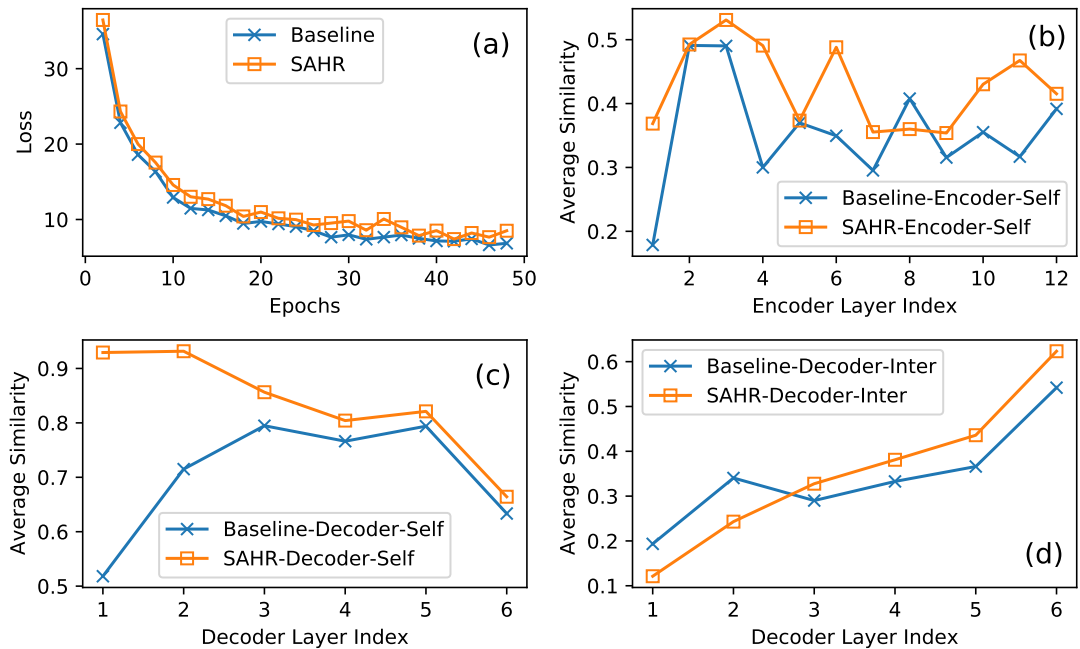 (a)
Baseline
SAHR
Loss
30
20
10
0 10 20 30 40 50
Epochs
(b)
Average Similarity
0.5
0.4
0.3
0.2
Baseline-Encoder-Self
SAHR-Encoder-Self
2 4 6 8 10 12
Encoder Layer Index
(c)
Average Similarity
0.9
0.8
0.7
0.6
0.5
Baseline-Decoder-Self
SAHR-Decoder-Self
1 2 3 4 5 6
Decoder Layer Index
Baseline-Decoder-Inter
SAHR-Decoder-Inter
Average Similarity
0.6
0.5
0.4
0.3
0.2
0.1
(d)
1 2 3 4 5 6
Decoder Layer Index